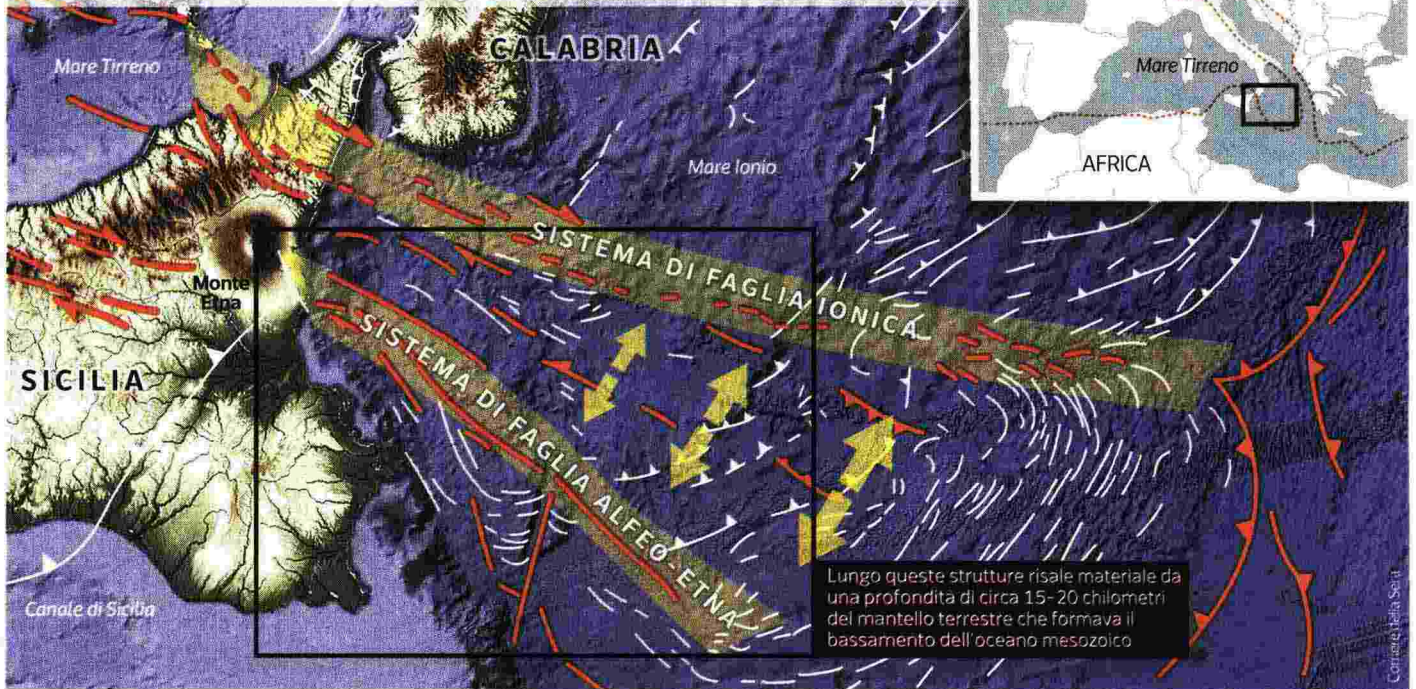 Mare Tirreno
CALABRIA
Mare Tirreno
AFRICA
Mare Ionio
SISTEMA DI FAGLIA IONICA
Monte
Etna
SISTEMA DI FAGLIA ALFEO-ETNA
SICILIA
Canale di Sicilia
Lungo queste strutture risale materiale da
una profondità di circa 15-20 chilometri
del mantello terrestre che formava il
bassamento dell'oceano mesozoico
Corriere della Sera